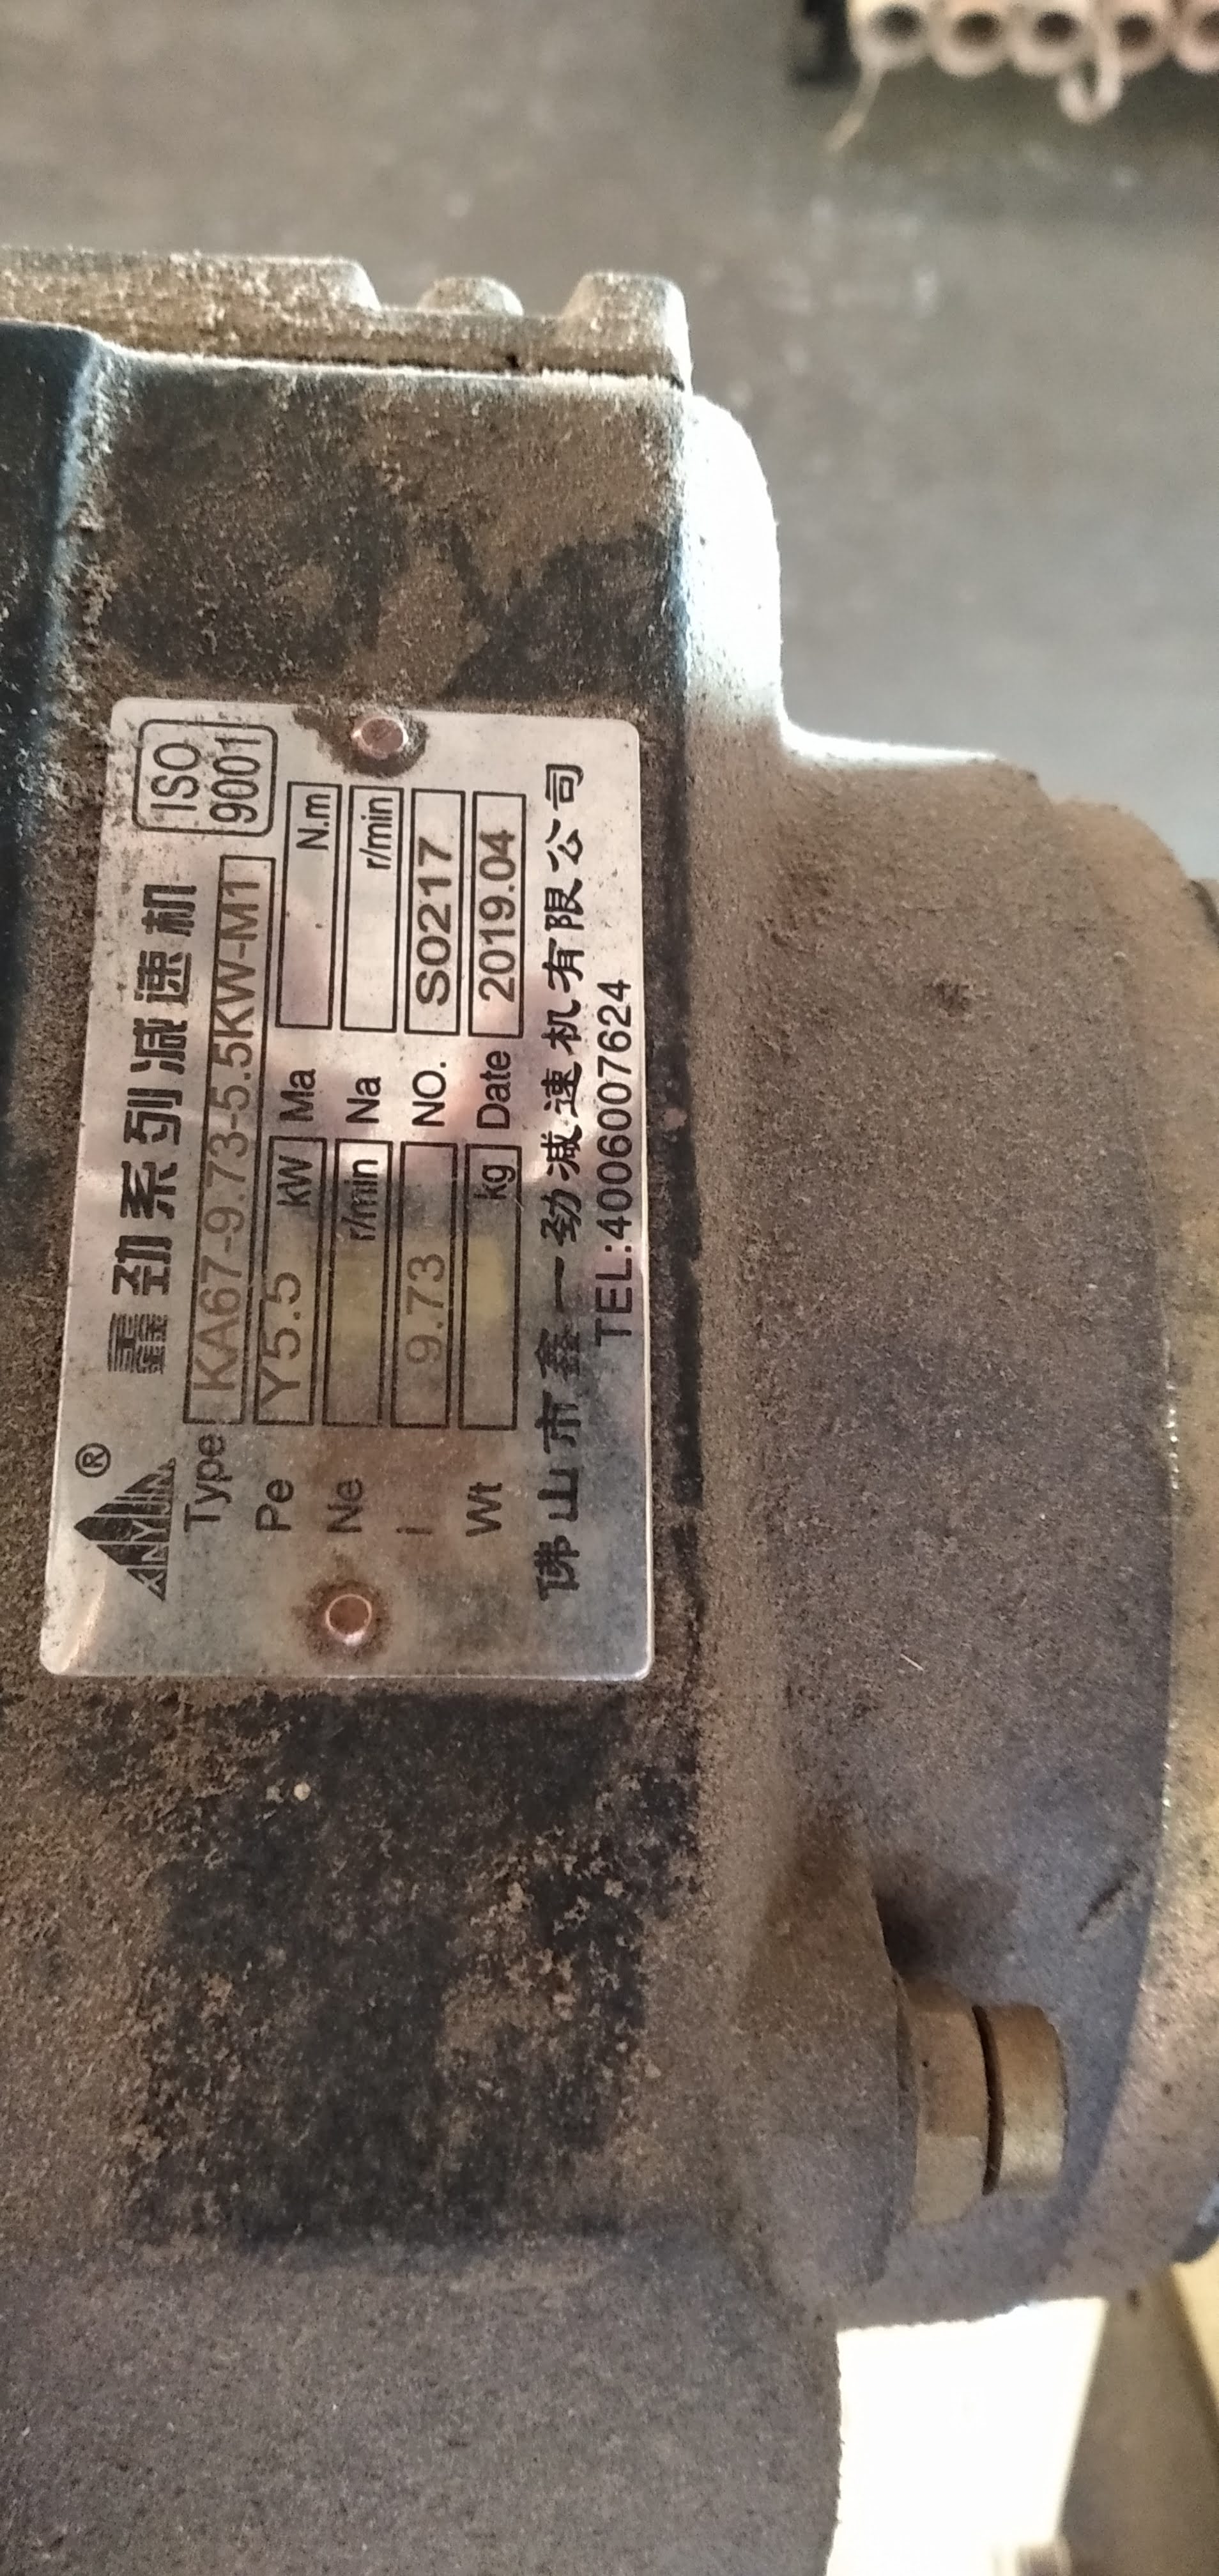 XINYIJIN ®
鑫劲系列减速机
ISO
9001
Type KA67-9.73-5.5KW-M1
Pe Y5.5 kW Ma N.m
Ne r/min Na r/min
i 9.73 NO. S0217
Wt kg Date 2019.04
佛山市鑫一劲减速机有限公司
TEL:4006007624